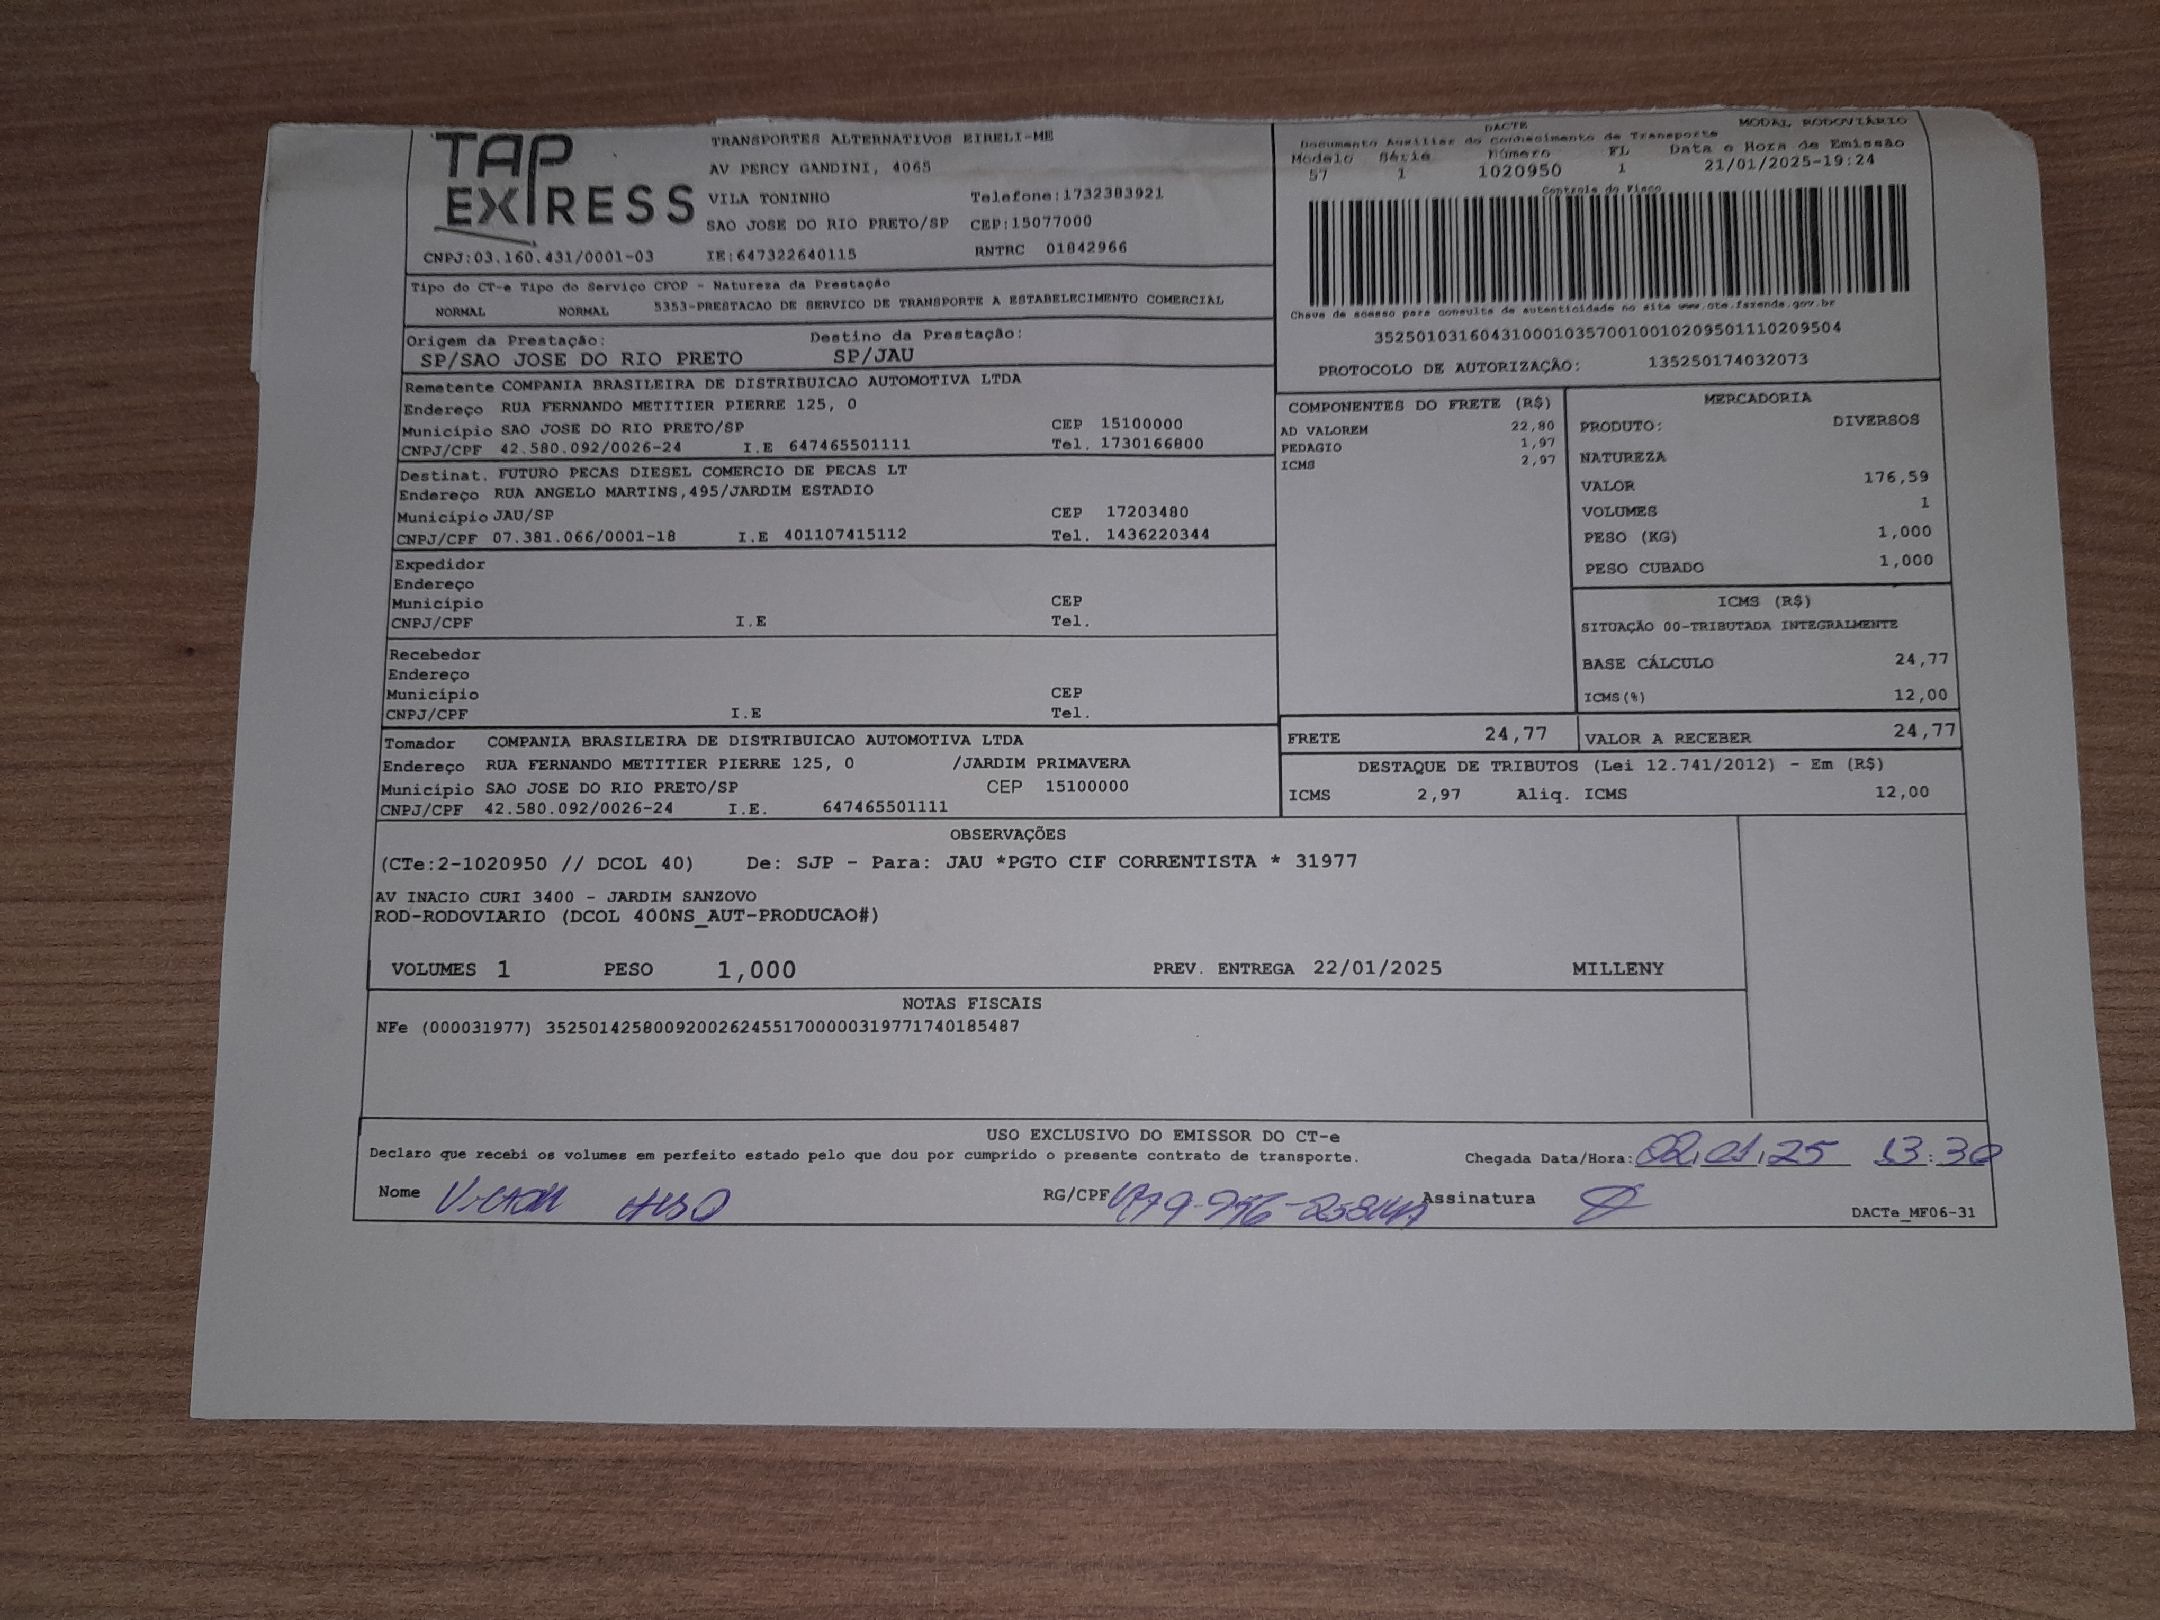 TAP EXPRESS
TRANSPORTES ALTERNATIVOS EIRELI-ME
AV PERCY GANDINI, 4065
VILA TONINHO Telefone:1732383921
SAO JOSE DO RIO PRETO/SP CEP:15077000
CNPJ:03.160.431/0001-03 IE:647322640115 RNTRC 01842966
DACTE MODAL RODOVIÁRIO
Documento Auxiliar do Conhecimento de Transporte
Modelo Série Número FL Data e Hora de Emissão
57 1 1020950 1 21/01/2025-19:24
Controle do Fisco
Chave de acesso para consulta de autenticidade no site www.cte.fazenda.gov.br
35250103160431000103570010010209501110209504
PROTOCOLO DE AUTORIZAÇÃO: 135250174032073
Tipo do CT-e Tipo do Serviço CFOP - Natureza da Prestação
NORMAL NORMAL 5353-PRESTACAO DE SERVICO DE TRANSPORTE A ESTABELECIMENTO COMERCIAL
Origem da Prestação: Destino da Prestação:
SP/SAO JOSE DO RIO PRETO SP/JAU
Remetente COMPANIA BRASILEIRA DE DISTRIBUICAO AUTOMOTIVA LTDA
Endereço RUA FERNANDO METITIER PIERRE 125, 0
Município SAO JOSE DO RIO PRETO/SP CEP 15100000
CNPJ/CPF 42.580.092/0026-24 I.E 647465501111 Tel. 1730166800
Destinat. FUTURO PECAS DIESEL COMERCIO DE PECAS LT
Endereço RUA ANGELO MARTINS,495/JARDIM ESTADIO
Município JAU/SP CEP 17203480
CNPJ/CPF 07.381.066/0001-18 I.E 401107415112 Tel. 1436220344
Expedidor
Endereço
Município CEP
CNPJ/CPF I.E Tel.
Recebedor
Endereço
Município CEP
CNPJ/CPF I.E Tel.
Tomador COMPANIA BRASILEIRA DE DISTRIBUICAO AUTOMOTIVA LTDA
Endereço RUA FERNANDO METITIER PIERRE 125, 0 /JARDIM PRIMAVERA
Município SAO JOSE DO RIO PRETO/SP CEP 15100000
CNPJ/CPF 42.580.092/0026-24 I.E. 647465501111
COMPONENTES DO FRETE (R$)
AD VALOREM 22,80
PEDAGIO 1,97
ICMS 2,97
MERCADORIA
PRODUTO: DIVERSOS
NATUREZA
VALOR 176,59
VOLUMES 1
PESO (KG) 1,000
PESO CUBADO 1,000
ICMS (R$)
SITUAÇÃO 00-TRIBUTADA INTEGRALMENTE
BASE CÁLCULO 24,77
ICMS(%) 12,00
FRETE 24,77 VALOR A RECEBER 24,77
DESTAQUE DE TRIBUTOS (Lei 12.741/2012) - Em (R$)
ICMS 2,97 Aliq. ICMS 12,00
OBSERVAÇÕES
(CTe:2-1020950 // DCOL 40) De: SJP - Para: JAU *PGTO CIF CORRENTISTA * 31977
AV INACIO CURI 3400 - JARDIM SANZOVO
ROD-RODOVIARIO (DCOL 400NS_AUT-PRODUCAO#)
VOLUMES 1 PESO 1,000 PREV. ENTREGA 22/01/2025 MILLENY
NOTAS FISCAIS
NFe (000031977) 35250142580092002624551700000319771740185487
USO EXCLUSIVO DO EMISSOR DO CT-e
Declaro que recebi os volumes em perfeito estado pelo que dou por cumprido o presente contrato de transporte. Chegada Data/Hora: 02.01.25 13:30
Nome RG/CPF Assinatura
DACTe_MF06-31